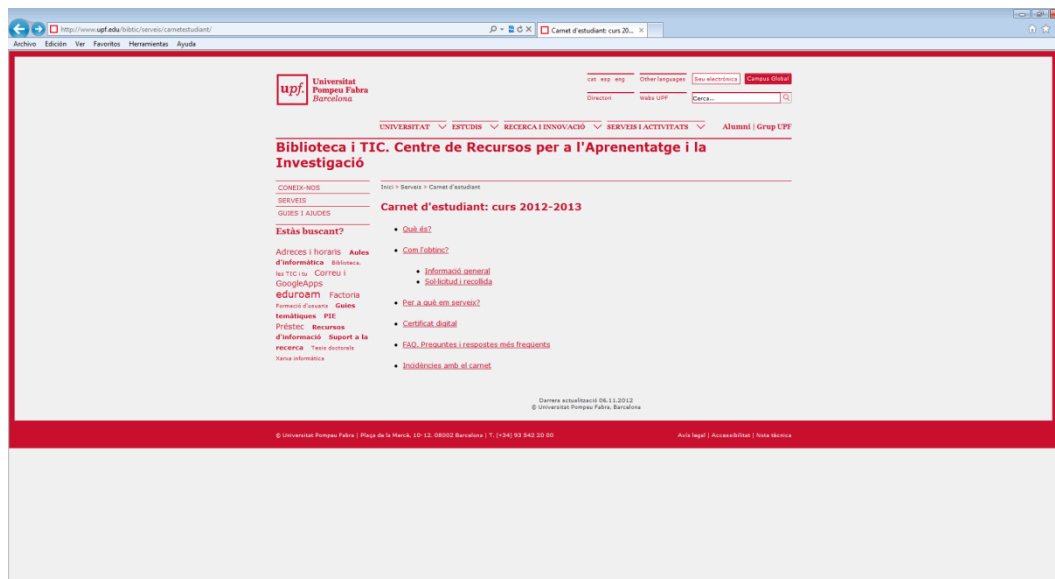 http://www.upf.edu/bibtic/serveis/carnetestudiant/
Carnet d'estudiant: curs 20...
Archivo Edición Ver Favoritos Herramientas Ayuda
upf. Universitat
Pompeu Fabra
Barcelona
cat esp eng Other languages Seu electrònica Campus Global
Directori Webs UPF Cerca...
UNIVERSITAT ESTUDIS RECERCA I INNOVACIÓ SERVEIS I ACTIVITATS Alumni | Grup UPF
Biblioteca i TIC. Centre de Recursos per a l'Aprenentatge i la
Investigació
CONEIX-NOS
SERVEIS
GUIES I AJUDES
Estàs buscant?
Adreces i horaris Aules
d'informàtica Biblioteca,
les TIC i tu Correu i
GoogleApps
eduroam Factoria
Formació d'usuaris Guies
temàtiques PIE
Préstec Recursos
d'informació Suport a la
recerca Tesis doctorals
Xarxa informàtica
Inici > Serveis > Carnet d'estudiant
Carnet d'estudiant: curs 2012-2013
• Què és?
• Com l'obtinc?
• Informació general
• Sol·licitud i recollida
• Per a què em serveix?
• Certificat digital
• FAQ. Preguntes i respostes més freqüents
• Incidències amb el carnet
Darrera actualització 06.11.2012
© Universitat Pompeu Fabra, Barcelona
© Universitat Pompeu Fabra | Plaça de la Mercè, 10-12. 08002 Barcelona | T. (+34) 93 542 20 00
Avís legal | Accessibilitat | Nota tècnica